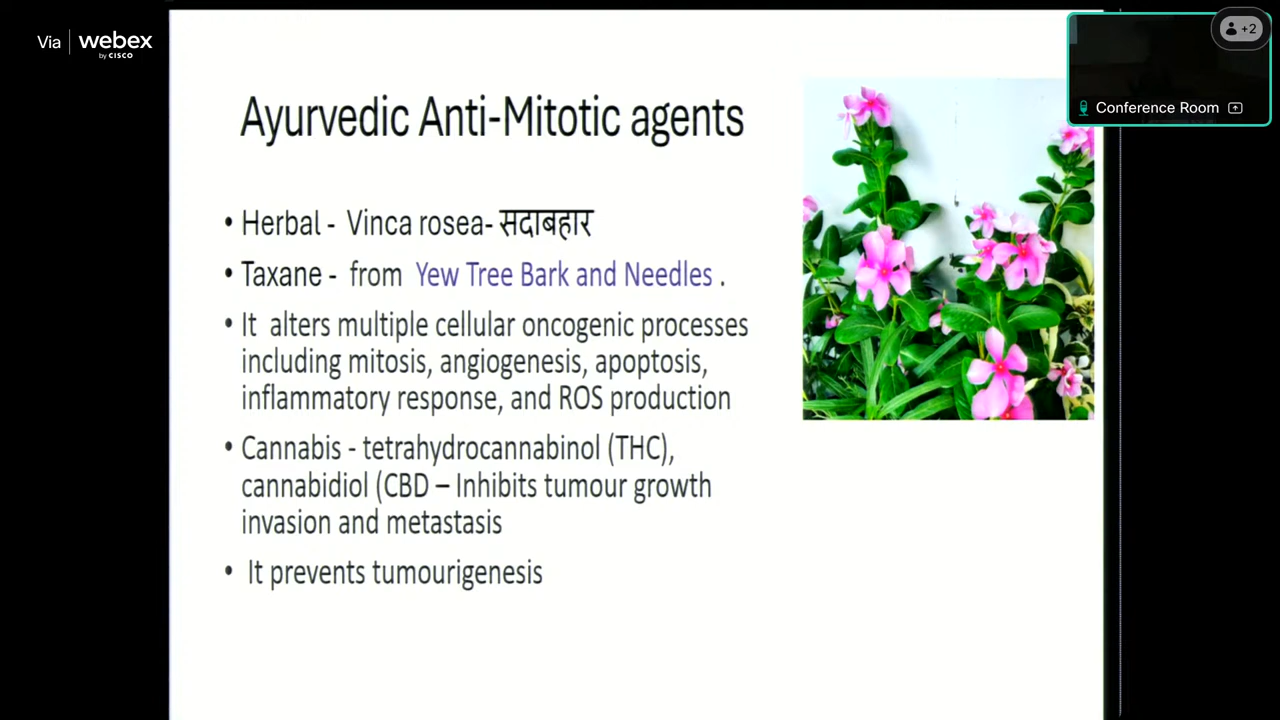 Via webex
by CISCO
+2
Conference Room
Ayurvedic Anti-Mitotic agents
• Herbal - Vinca rosea- सदाबहार
• Taxane - from Yew Tree Bark and Needles .
• It alters multiple cellular oncogenic processes
including mitosis, angiogenesis, apoptosis,
inflammatory response, and ROS production
• Cannabis - tetrahydrocannabinol (THC),
cannabidiol (CBD – Inhibits tumour growth
invasion and metastasis
• It prevents tumourigenesis